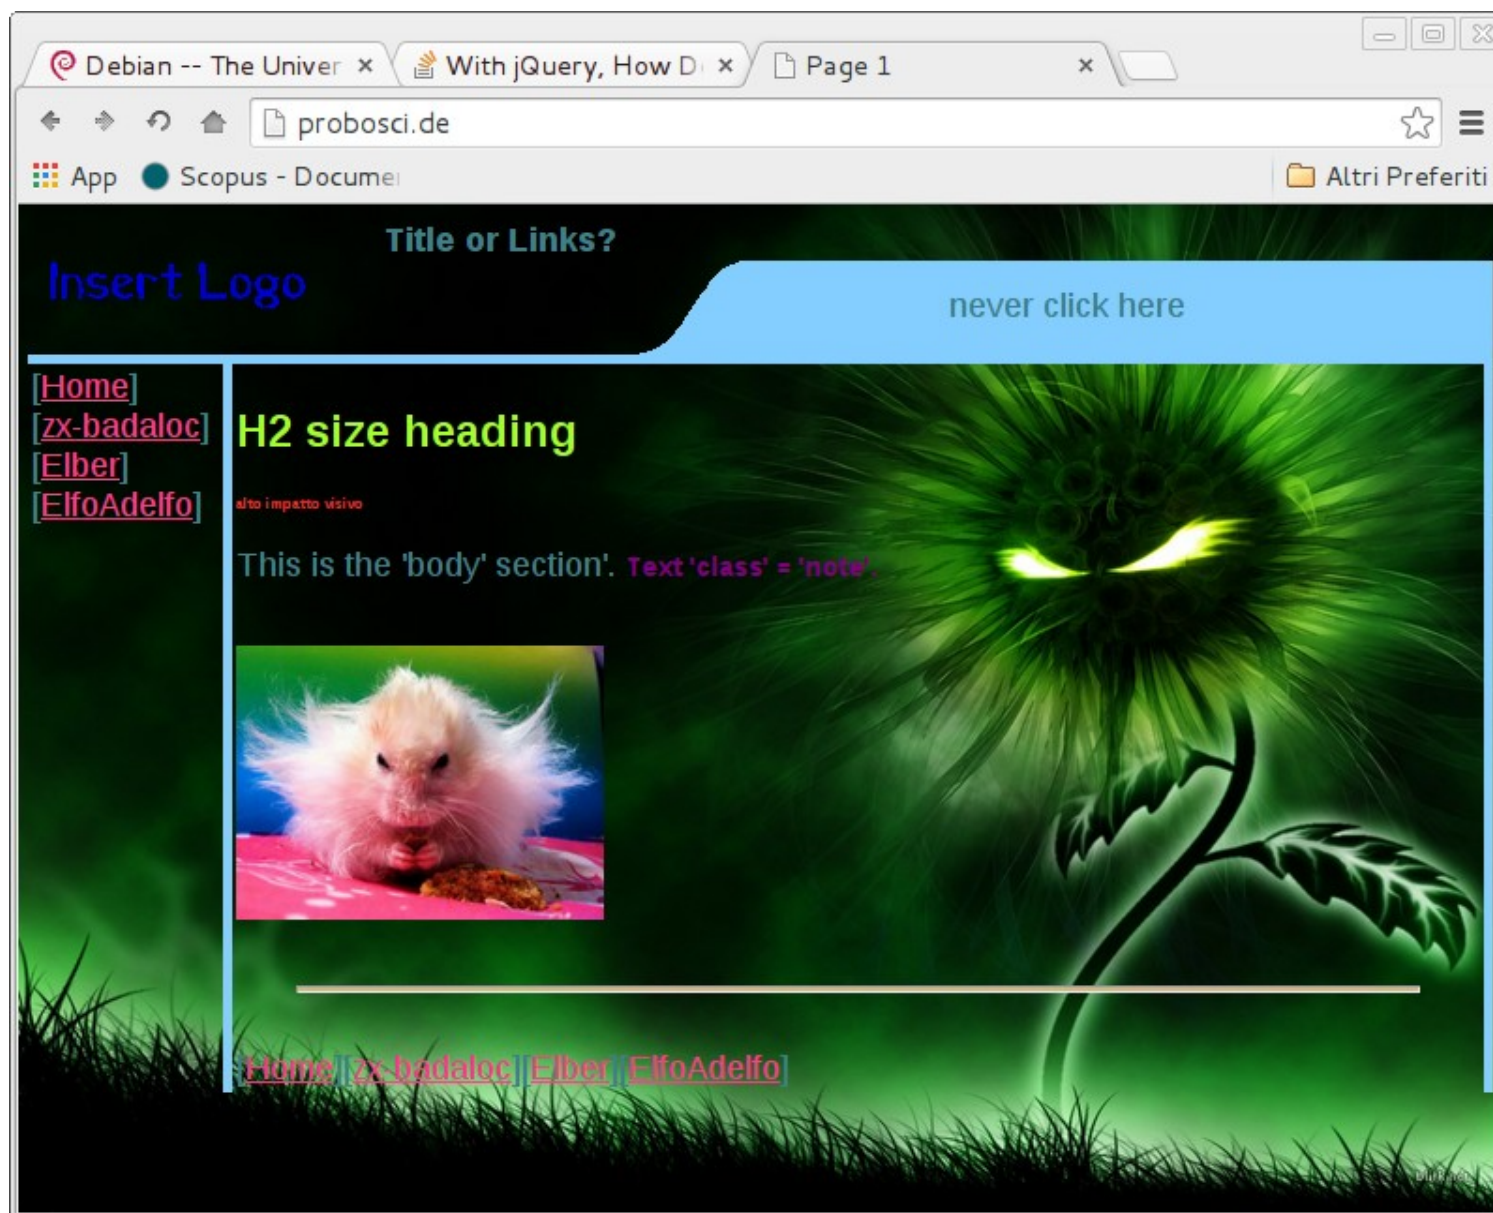 Debian -- The Univer
With jQuery, How D
Page 1
probosci.de
App
Scopus - Docume
Altri Preferiti
Title or Links?
Insert Logo
never click here
[Home]
[zx-badaloc]
[Elber]
[ElfoAdelfo]
H2 size heading
alto impatto visivo
This is the 'body' section'. Text 'class' = 'note'.
[Home][zx-badaloc][Elber][ElfoAdelfo]